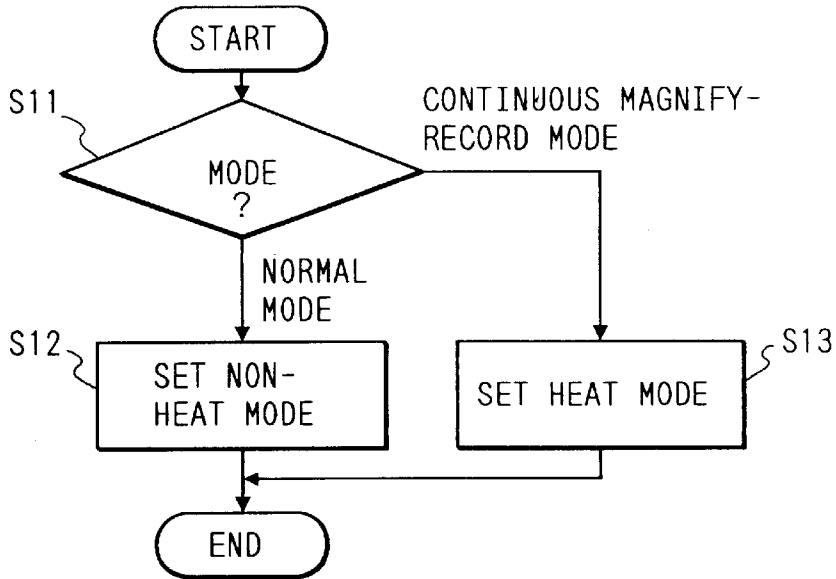 START
S11
MODE
?
CONTINUOUS MAGNIFY-
RECORD MODE
NORMAL
MODE
S12
SET NON-
HEAT MODE
S13
SET HEAT MODE
END